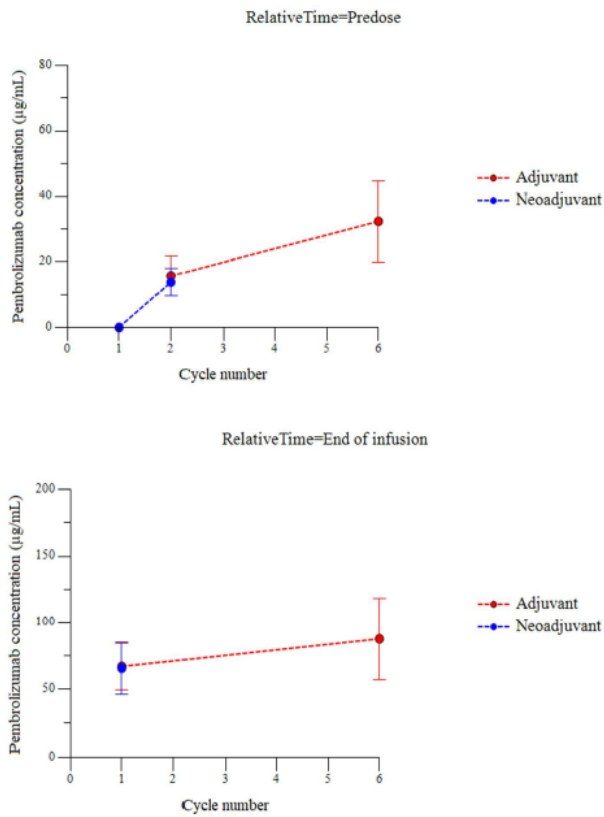 RelativeTime=Predose
Pembrolizumab concentration (µg/mL)
80
60
40
20
0
0 1 2 3 4 5 6
Cycle number
Adjuvant
Neoadjuvant
RelativeTime=End of infusion
Pembrolizumab concentration (µg/mL)
200
150
100
50
0
0 1 2 3 4 5 6
Cycle number
Adjuvant
Neoadjuvant